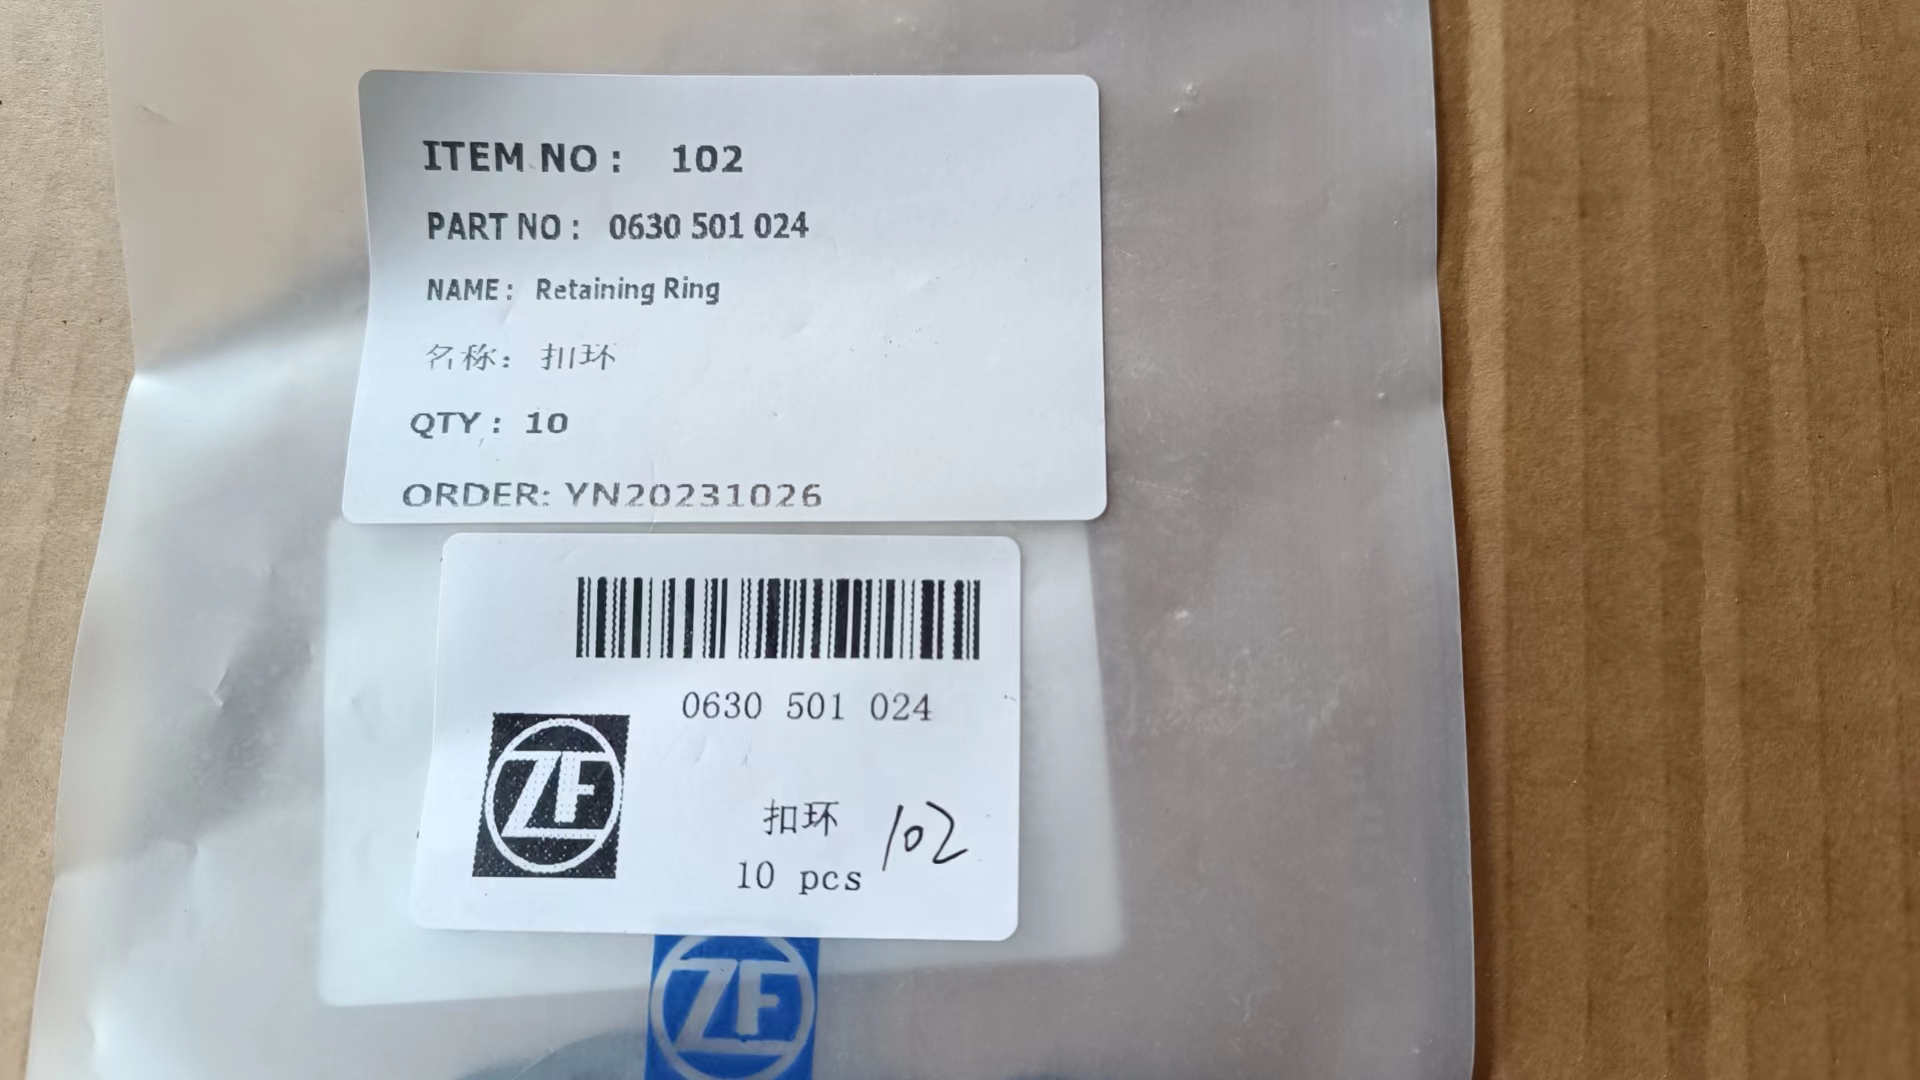 ITEM NO： 102
PART NO： 0630 501 024
NAME： Retaining Ring
名称： 扣环
QTY： 10
ORDER: YN20231026
0630 501 024
ZF
扣环
102
10 pcs
ZF